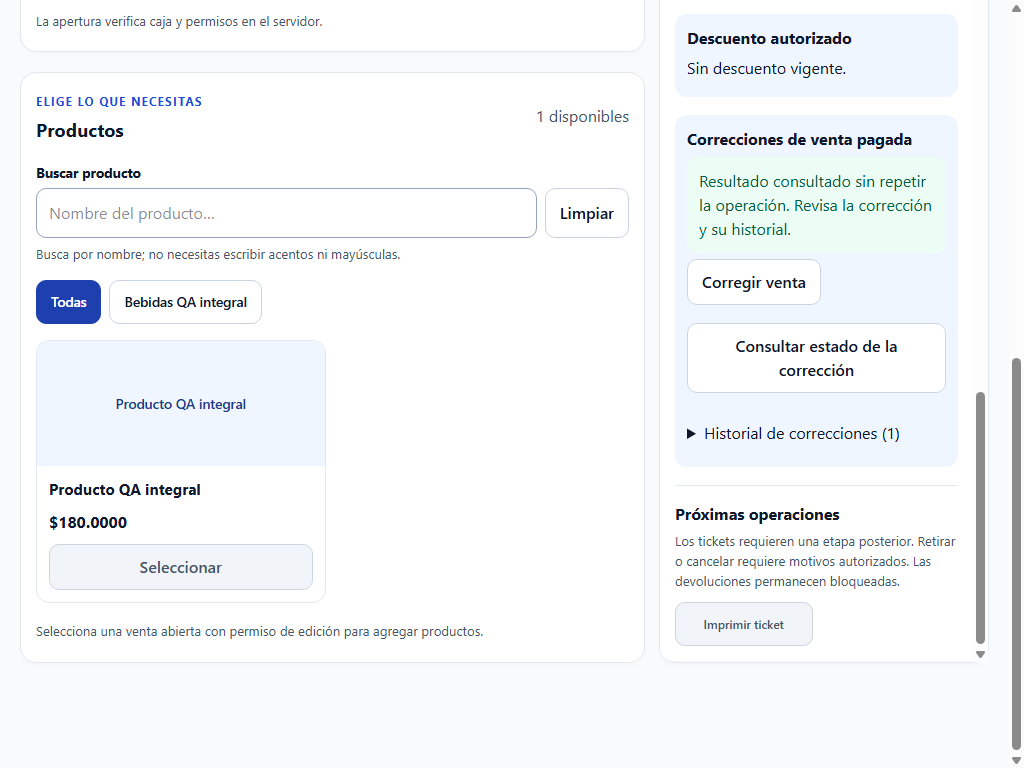 La apertura verifica caja y permisos en el servidor.
ELIGE LO QUE NECESITAS
Productos
1 disponibles
Buscar producto
Nombre del producto...
Limpiar
Busca por nombre; no necesitas escribir acentos ni mayúsculas.
Todas
Bebidas QA integral
Producto QA integral
Producto QA integral
$180.0000
Seleccionar
Selecciona una venta abierta con permiso de edición para agregar productos.
Descuento autorizado
Sin descuento vigente.
Correcciones de venta pagada
Resultado consultado sin repetir
la operación. Revisa la corrección
y su historial.
Corregir venta
Consultar estado de la
corrección
Historial de correcciones (1)
Próximas operaciones
Los tickets requieren una etapa posterior. Retirar
o cancelar requiere motivos autorizados. Las
devoluciones permanecen bloqueadas.
Imprimir ticket